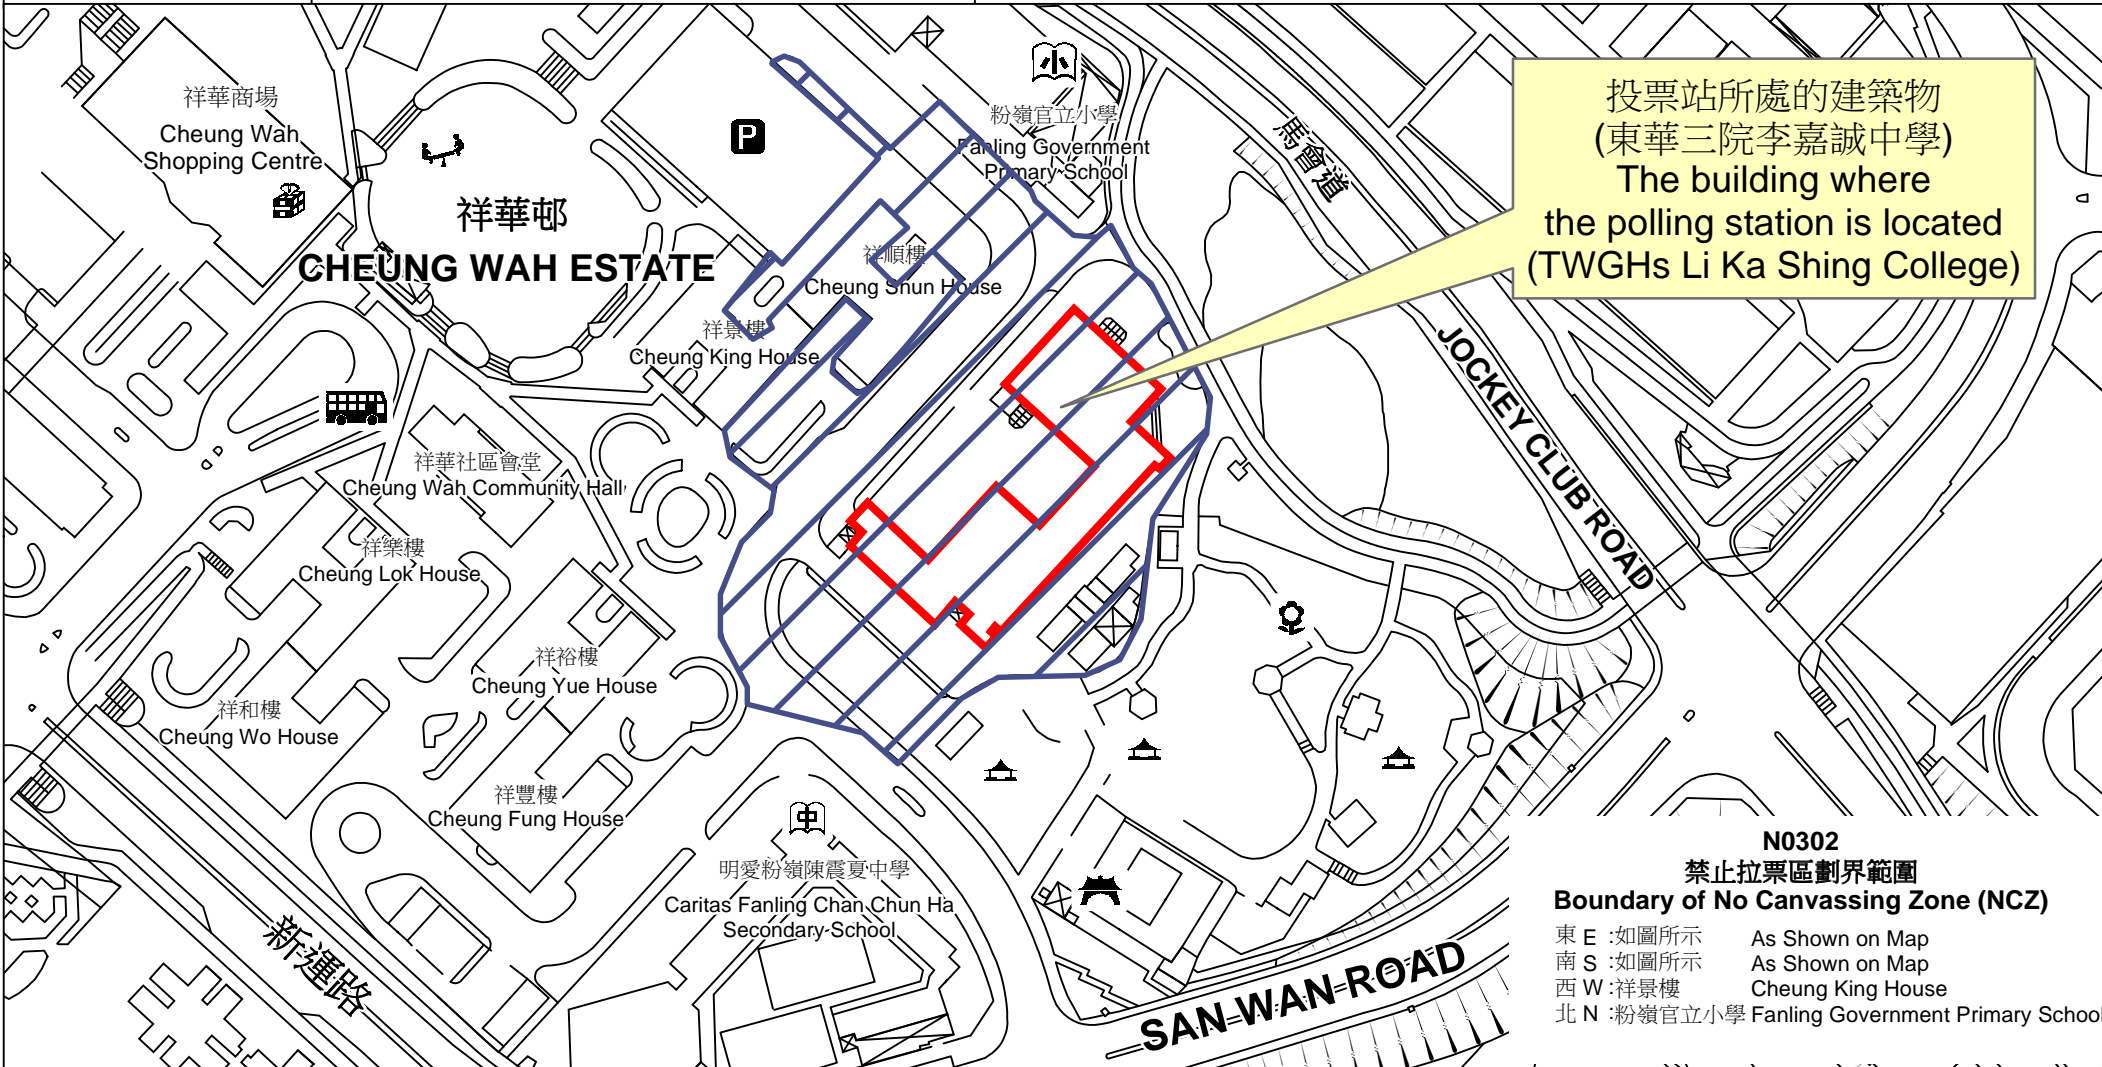 祥華商場
Cheung Wah
Shopping Centre
祥華邨
CHEUNG WAH ESTATE
P
小
粉嶺官立小學
Fanling Government
Primary School
馬會道
JOCKEY CLUB ROAD
投票站所處的建築物
(東華三院李嘉誠中學)
The building where
the polling station is located
(TWGHs Li Ka Shing College)
祥順樓
Cheung Shun House
祥景樓
Cheung King House
祥華社區會堂
Cheung Wah Community Hall
祥樂樓
Cheung Lok House
祥裕樓
Cheung Yue House
祥和樓
Cheung Wo House
祥豐樓
Cheung Fung House
中
明愛粉嶺陳震夏中學
Caritas Fanling Chan Chun Ha
Secondary School
新運路
SAN WAN ROAD
N0302
禁止拉票區劃界範圍
Boundary of No Canvassing Zone (NCZ)
東 E :如圖所示 As Shown on Map
南 S :如圖所示 As Shown on Map
西 W :祥景樓 Cheung King House
北 N :粉嶺官立小學 Fanling Government Primary School